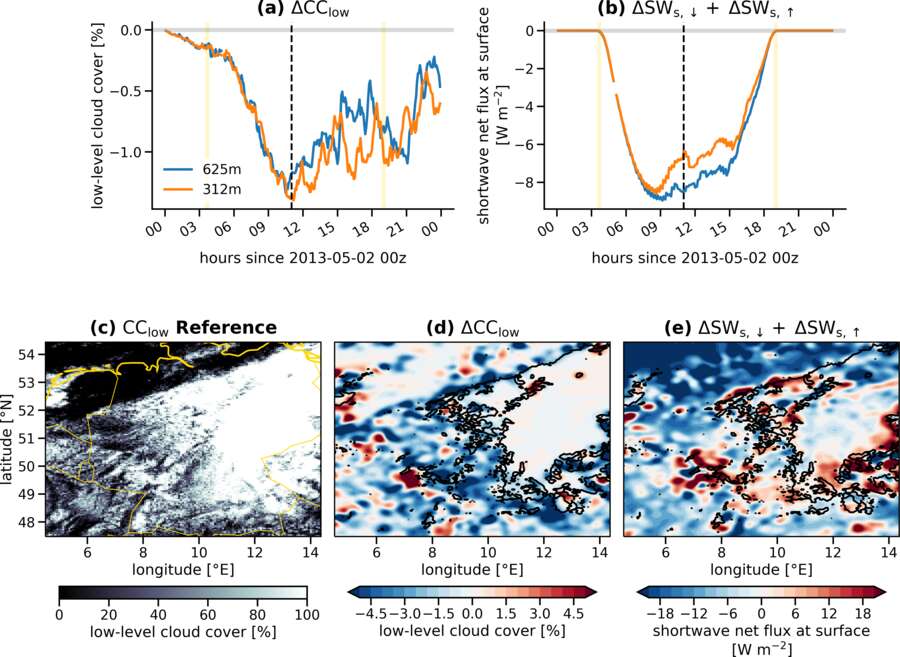 (a) ΔCC_low
low-level cloud cover [%]
0.0
−0.5
−1.0
625m
312m
00 03 06 09 12 15 18 21 00
hours since 2013-05-02 00z
(b) ΔSW_s, ↓ + ΔSW_s, ↑
shortwave net flux at surface
[W m⁻²]
0
−2
−4
−6
−8
00 03 06 09 12 15 18 21 00
hours since 2013-05-02 00z
(c) CC_low Reference
latitude [°N]
54
53
52
51
50
49
48
6 8 10 12 14
longitude [°E]
0 20 40 60 80 100
low-level cloud cover [%]
(d) ΔCC_low
6 8 10 12 14
longitude [°E]
−4.5 −3.0 −1.5 0.0 1.5 3.0 4.5
low-level cloud cover [%]
(e) ΔSW_s, ↓ + ΔSW_s, ↑
6 8 10 12 14
longitude [°E]
−18 −12 −6 0 6 12 18
shortwave net flux at surface
[W m⁻²]